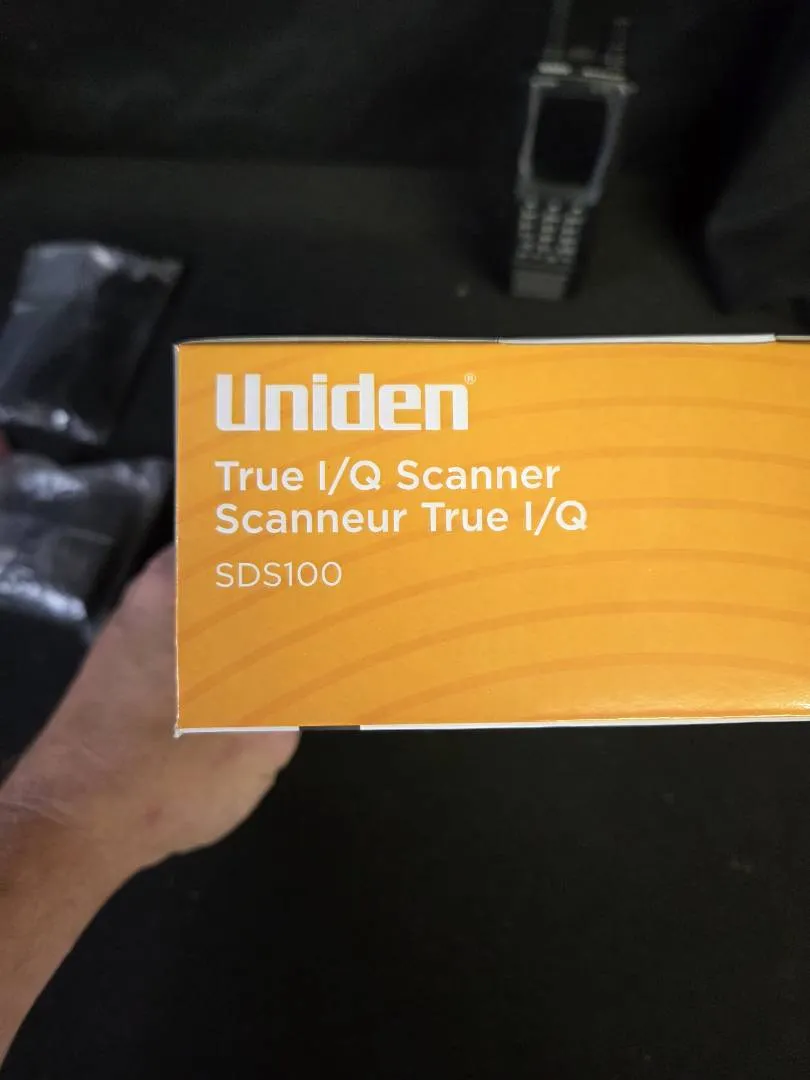 Uniden®
True I/Q Scanner
Scanneur True I/Q
SDS100